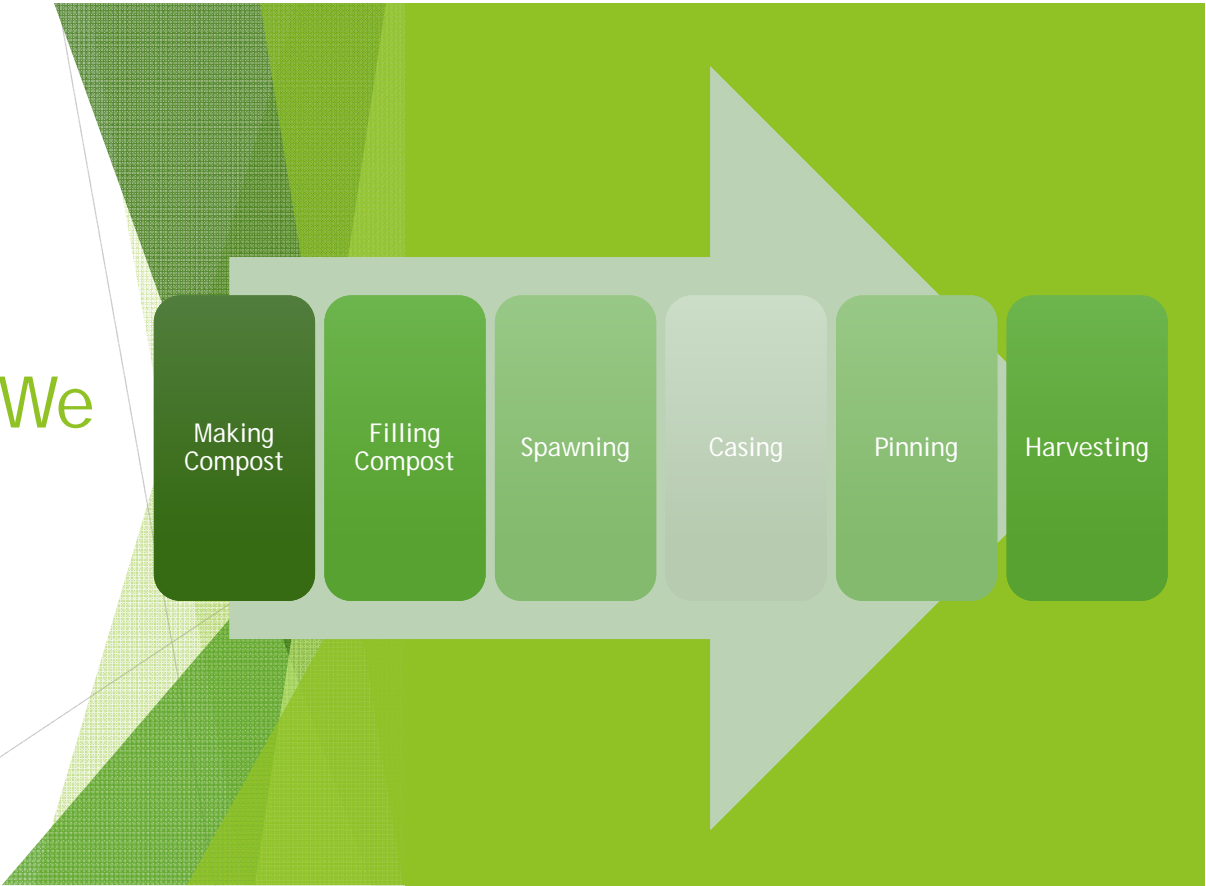 We
Making
Compost
Filling
Compost
Spawning
Casing
Pinning
Harvesting